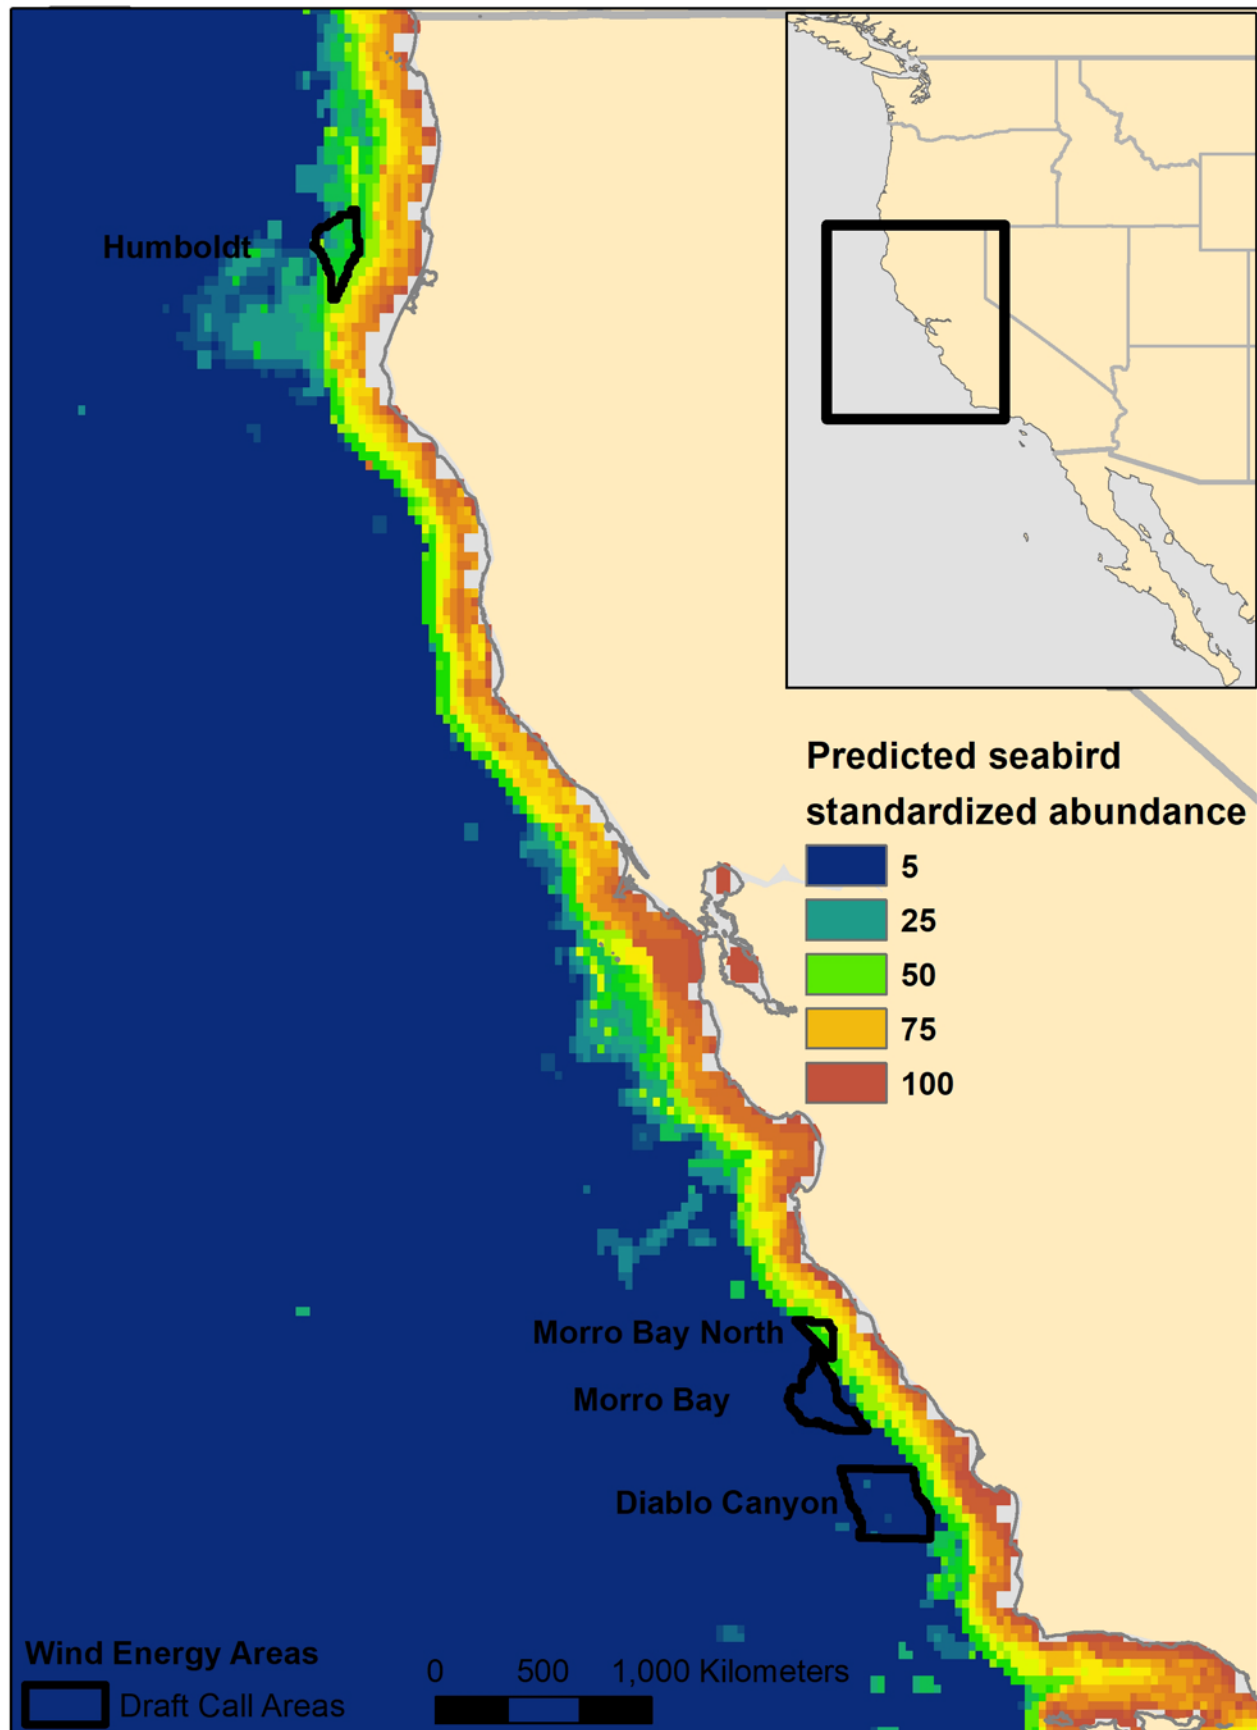 Humboldt
Predicted seabird
standardized abundance
5
25
50
75
100
Morro Bay North
Morro Bay
Diablo Canyon
Wind Energy Areas
Draft Call Areas
0 500 1,000 Kilometers